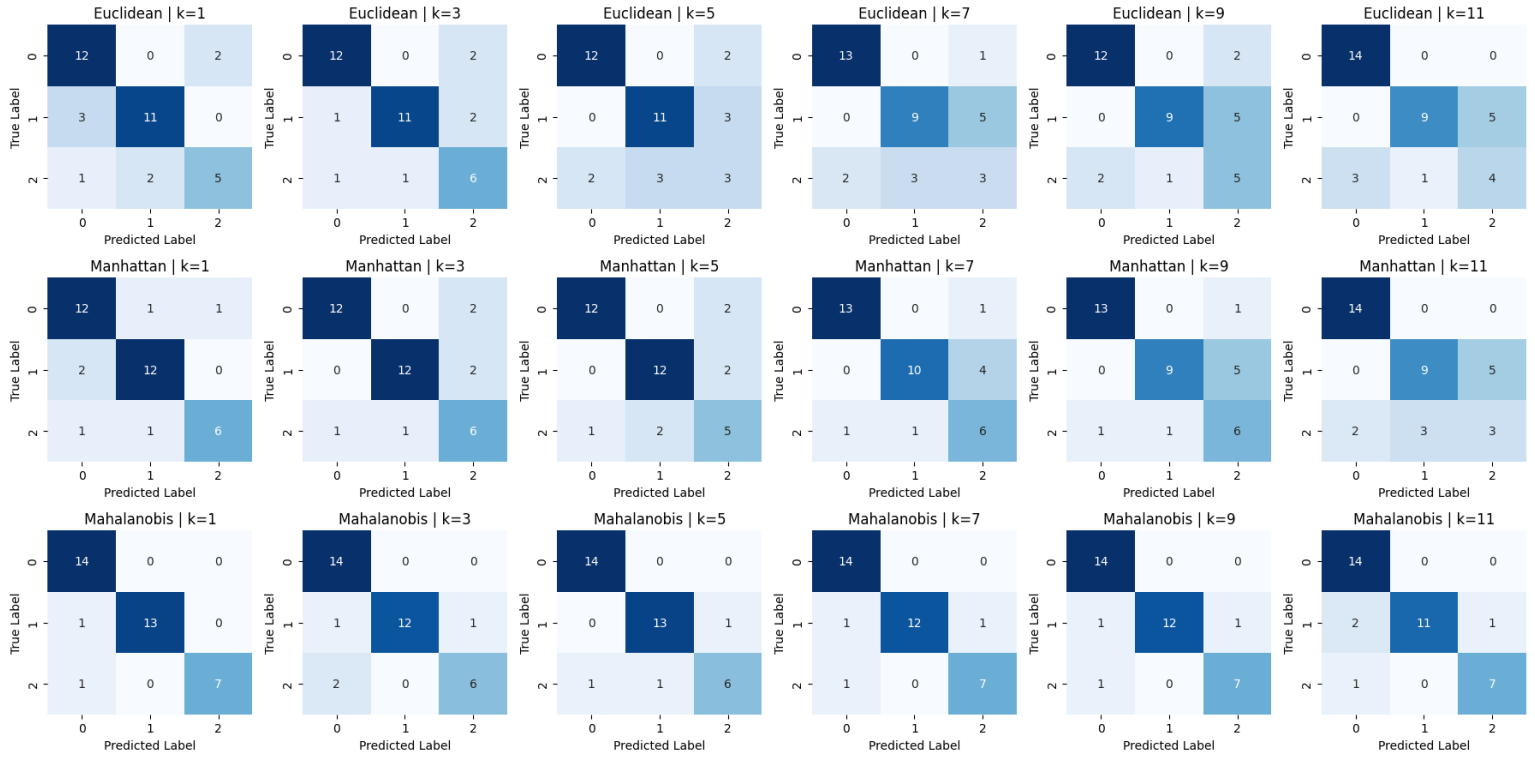 Euclidean | k=1
True Label
0 12 0 2
1 3 11 0
2 1 2 5
0 1 2
Predicted Label
Euclidean | k=3
True Label
0 12 0 2
1 1 11 2
2 1 1 6
0 1 2
Predicted Label
Euclidean | k=5
True Label
0 12 0 2
1 0 11 3
2 2 3 3
0 1 2
Predicted Label
Euclidean | k=7
True Label
0 13 0 1
1 0 9 5
2 2 3 3
0 1 2
Predicted Label
Euclidean | k=9
True Label
0 12 0 2
1 0 9 5
2 2 1 5
0 1 2
Predicted Label
Euclidean | k=11
True Label
0 14 0 0
1 0 9 5
2 3 1 4
0 1 2
Predicted Label
Manhattan | k=1
True Label
0 12 1 1
1 2 12 0
2 1 1 6
0 1 2
Predicted Label
Manhattan | k=3
True Label
0 12 0 2
1 0 12 2
2 1 1 6
0 1 2
Predicted Label
Manhattan | k=5
True Label
0 12 0 2
1 0 12 2
2 1 2 5
0 1 2
Predicted Label
Manhattan | k=7
True Label
0 13 0 1
1 0 10 4
2 1 1 6
0 1 2
Predicted Label
Manhattan | k=9
True Label
0 13 0 1
1 0 9 5
2 1 1 6
0 1 2
Predicted Label
Manhattan | k=11
True Label
0 14 0 0
1 0 9 5
2 2 3 3
0 1 2
Predicted Label
Mahalanobis | k=1
True Label
0 14 0 0
1 1 13 0
2 1 0 7
0 1 2
Predicted Label
Mahalanobis | k=3
True Label
0 14 0 0
1 1 12 1
2 2 0 6
0 1 2
Predicted Label
Mahalanobis | k=5
True Label
0 14 0 0
1 0 13 1
2 1 1 6
0 1 2
Predicted Label
Mahalanobis | k=7
True Label
0 14 0 0
1 1 12 1
2 1 0 7
0 1 2
Predicted Label
Mahalanobis | k=9
True Label
0 14 0 0
1 1 12 1
2 1 0 7
0 1 2
Predicted Label
Mahalanobis | k=11
True Label
0 14 0 0
1 2 11 1
2 1 0 7
0 1 2
Predicted Label